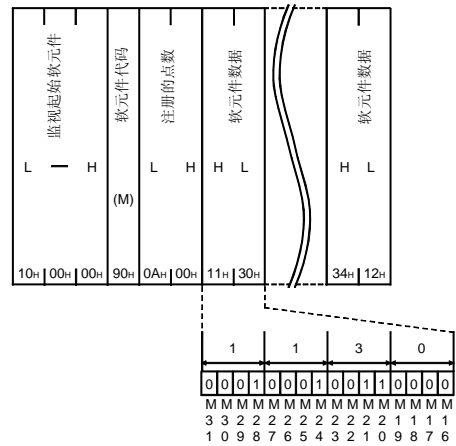 监视起始软元件
软元件代码
注册的点数
软元件数据
软元件数据
L — H
L H
H L
H L
(M)
10H 00H 00H 90H 0AH 00H 11H 30H 34H 12H
1 1 3 0
0 0 0 1 0 0 0 1 0 0 1 1 0 0 0 0
M31 M30 M29 M28 M27 M26 M25 M24 M23 M22 M21 M20 M19 M18 M17 M16